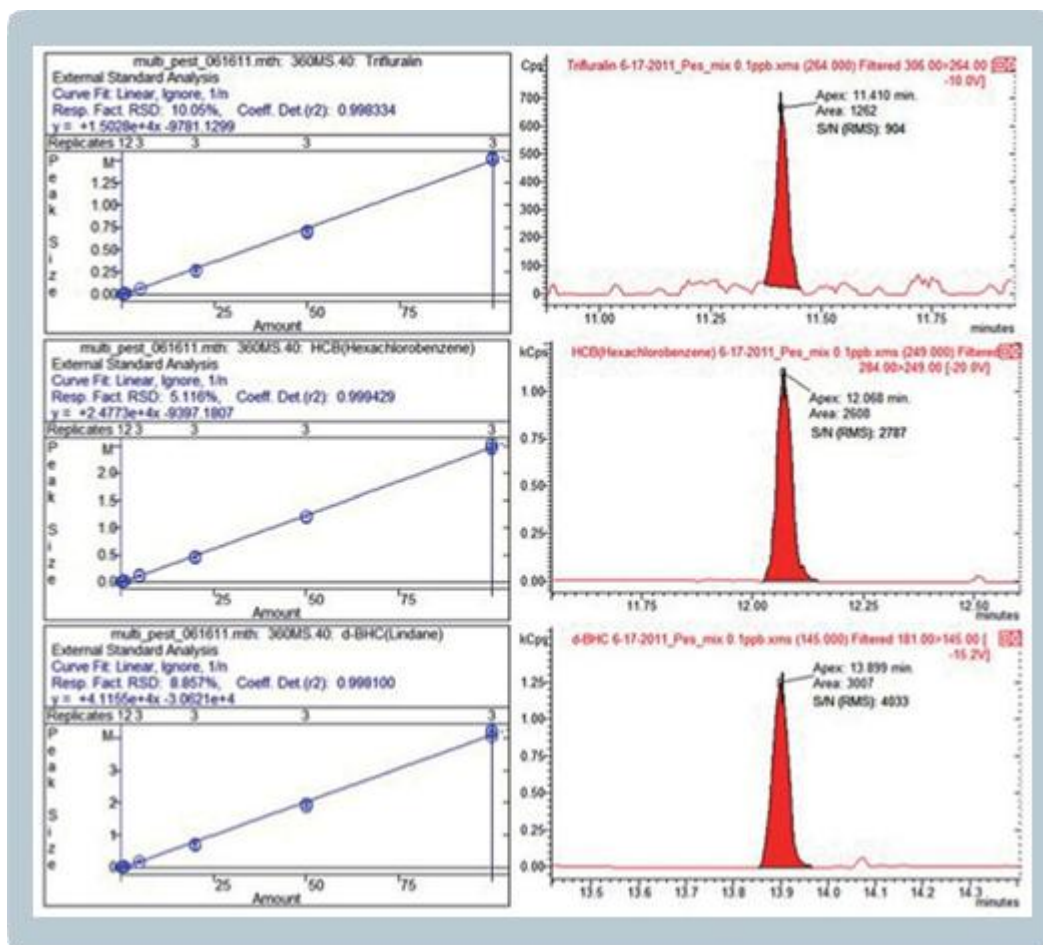 multi_pest_061611.mth: 360MS.40: Trifluralin
External Standard Analysis
Curve Fit: Linear, Ignore, 1/n
Resp. Fact. RSD: 10.05%, Coeff. Det.(r2): 0.998334
y = +1.5028e+4x -9781.1299
Replicates 12 3 3 3 3
Peak Size
M
1.25
1.00
0.75
0.50
0.25
0.00
25 50 75
Amount
Trifluralin 6-17-2011_Pes_mix 0.1ppb.xms (264.000) Filtered 306.00>264.00 [
-10.0V]
Cps
Apex: 11.410 min.
Area: 1262
S/N (RMS): 904
700
600
500
400
300
200
100
0
11.00 11.25 11.50 11.75
minutes
multi_pest_061611.mth: 360MS.40: HCB(Hexachlorobenzene)
External Standard Analysis
Curve Fit: Linear, Ignore, 1/n
Resp. Fact. RSD: 5.116%, Coeff. Det.(r2): 0.999429
y = +2.4773e+4x -9397.1807
Replicates 12 3 3 3 3
Peak Size
M
2.0
1.5
1.0
0.5
0.0
25 50 75
Amount
HCB(Hexachlorobenzene) 6-17-2011_Pes_mix 0.1ppb.xms (249.000) Filtered
284.00>249.00 [-20.0V]
kCps
Apex: 12.068 min.
Area: 2608
S/N (RMS): 2787
1.00
0.75
0.50
0.25
0.00
11.75 12.00 12.25 12.50
minutes
multi_pest_061611.mth: 360MS.40: d-BHC(Lindane)
External Standard Analysis
Curve Fit: Linear, Ignore, 1/n
Resp. Fact. RSD: 8.857%, Coeff. Det.(r2): 0.998100
y = +4.1155e+4x -3.0621e+4
Replicates 12 3 3 3 3
Peak Size
M
3
2
1
0
25 50 75
Amount
d-BHC 6-17-2011_Pes_mix 0.1ppb.xms (145.000) Filtered 181.00>145.00 [
-15.2V]
kCps
Apex: 13.899 min.
Area: 3007
S/N (RMS): 4033
1.25
1.00
0.75
0.50
0.25
0.00
13.5 13.6 13.7 13.8 13.9 14.0 14.1 14.2 14.3
minutes